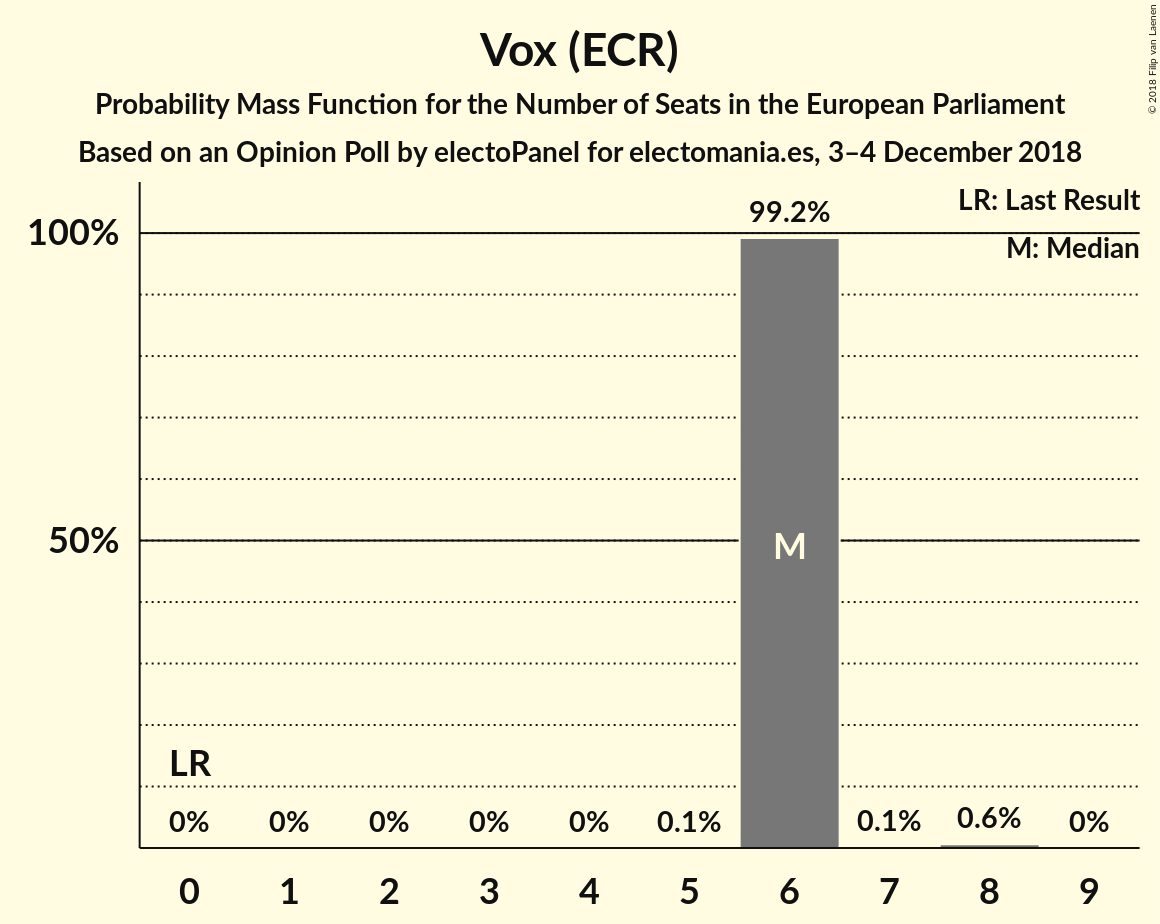 Vox (ECR)
Probability Mass Function for the Number of Seats in the European Parliament
Based on an Opinion Poll by electoPanel for electomania.es, 3–4 December 2018
© 2018 Filip van Laenen
LR: Last Result
M: Median
99.2%
100%
50%
M
LR
0% 0% 0% 0% 0% 0.1% 0.1% 0.6% 0%
0 1 2 3 4 5 6 7 8 9